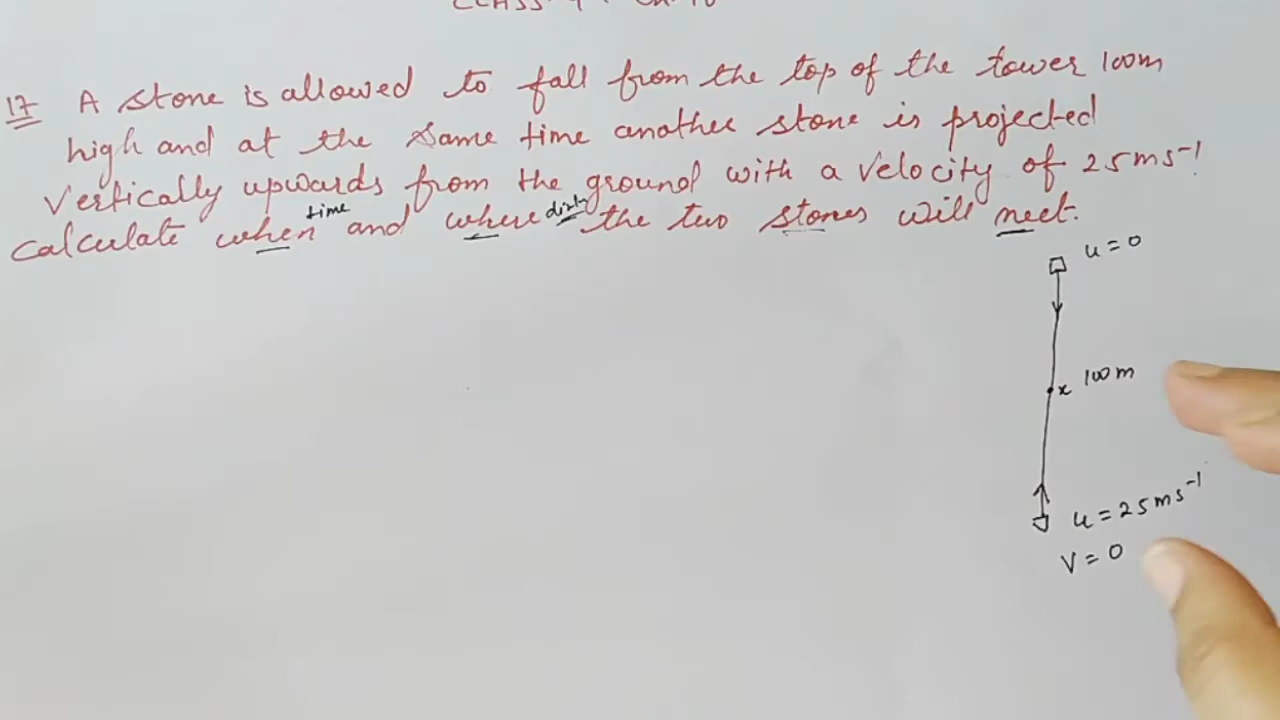 17 A stone is allowed to fall from the top of the tower 100m
high and at the same time another stone is projected
vertically upwards from the ground with a velocity of 25ms⁻¹.
time
Calculate when and where the two stones will meet.
u = 0
x 100m
u = 25ms⁻¹
V = 0